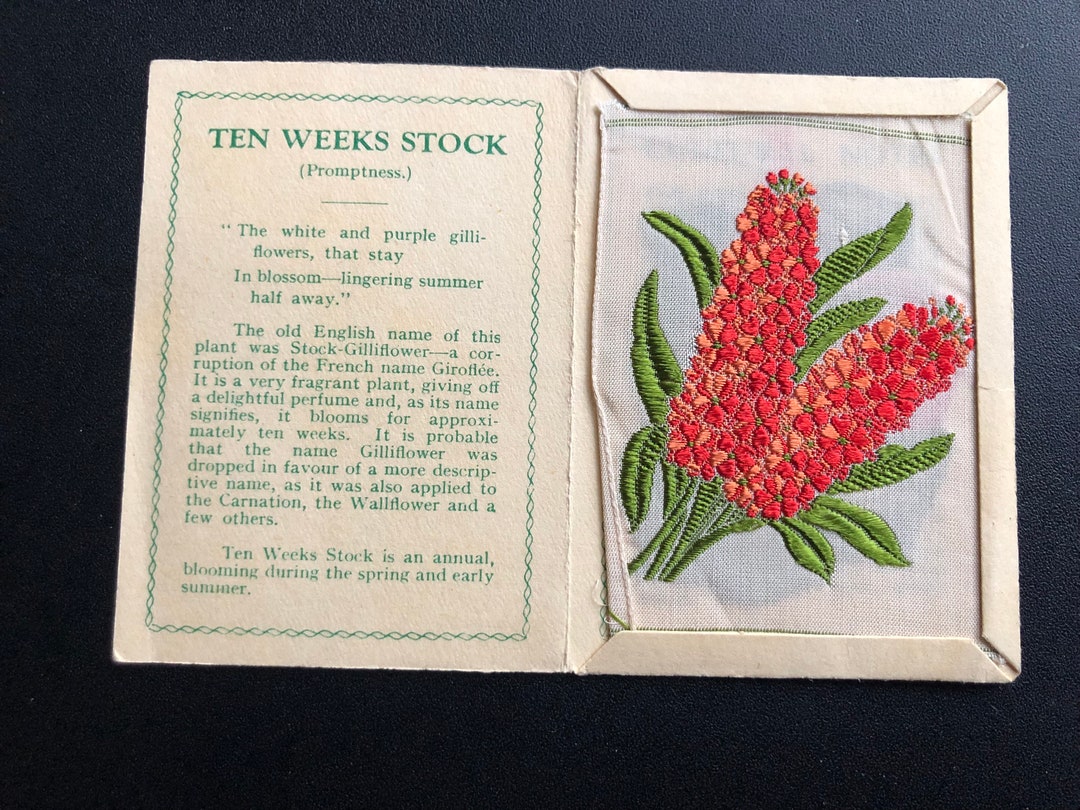 TEN WEEKS STOCK
(Promptness.)
“ The white and purple gilli-
flowers, that stay
In blossom—lingering summer
half away.”
The old English name of this
plant was Stock-Gilliflower—a cor-
ruption of the French name Giroflée.
It is a very fragrant plant, giving off
a delightful perfume and, as its name
signifies, it blooms for approxi-
mately ten weeks. It is probable
that the name Gilliflower was
dropped in favour of a more descrip-
tive name, as it was also applied to
the Carnation, the Wallflower and a
few others.
Ten Weeks Stock is an annual,
blooming during the spring and early
summer.